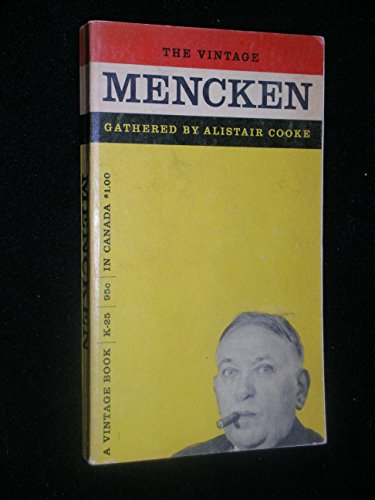 THE VINTAGE
MENCKEN
GATHERED BY ALISTAIR COOKE
A VINTAGE BOOK | K-25 | 95c | IN CANADA $1.00
MENCKEN